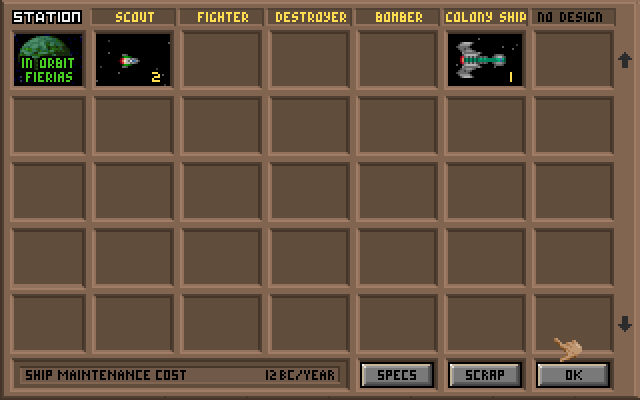 STATION SCOUT FIGHTER DESTROYER BOMBER COLONY SHIP NO DESIGN
IN ORBIT
FIERIAS
2 1
SHIP MAINTENANCE COST 12 BC/YEAR SPECS SCRAP OK